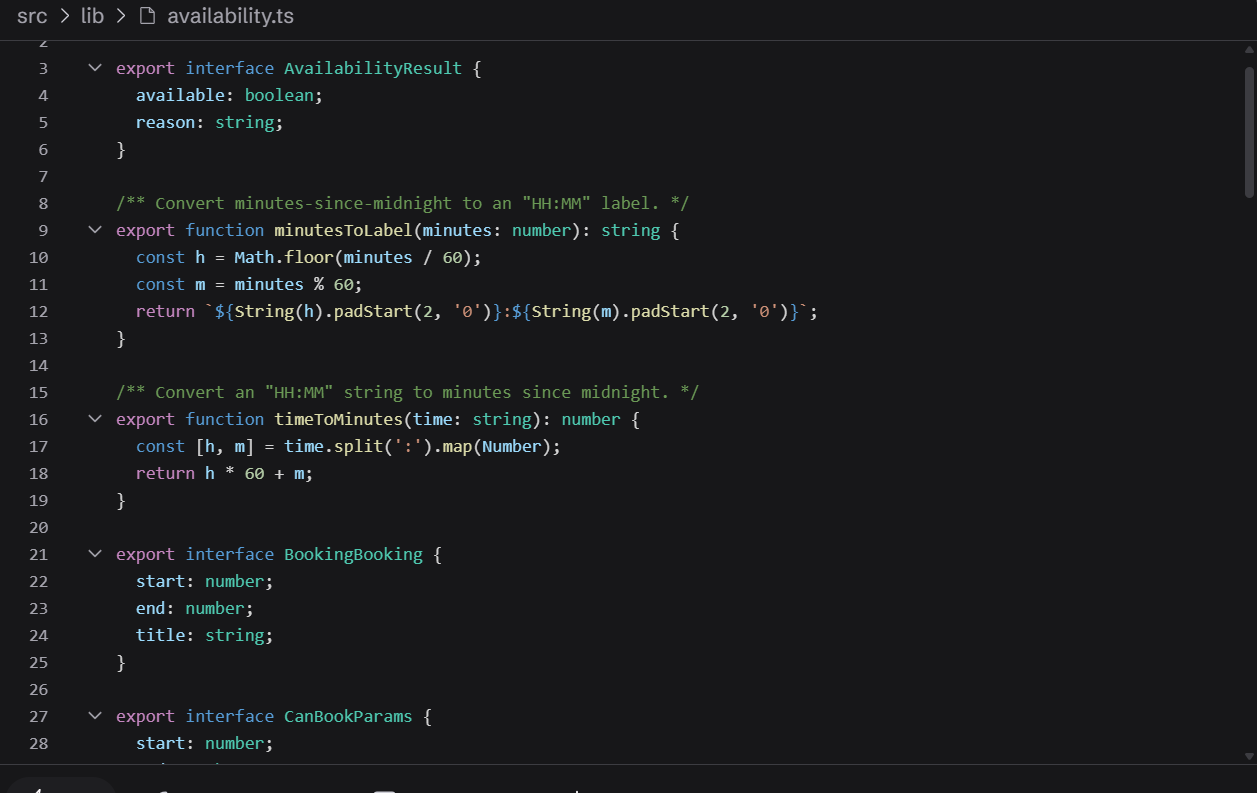 src > lib > availability.ts
2
3 export interface AvailabilityResult {
4   available: boolean;
5   reason: string;
6 }
7
8 /** Convert minutes-since-midnight to an "HH:MM" label. */
9 export function minutesToLabel(minutes: number): string {
10   const h = Math.floor(minutes / 60);
11   const m = minutes % 60;
12   return `${String(h).padStart(2, '0')}:${String(m).padStart(2, '0')}`;
13 }
14
15 /** Convert an "HH:MM" string to minutes since midnight. */
16 export function timeToMinutes(time: string): number {
17   const [h, m] = time.split(':').map(Number);
18   return h * 60 + m;
19 }
20
21 export interface BookingBooking {
22   start: number;
23   end: number;
24   title: string;
25 }
26
27 export interface CanBookParams {
28   start: number;